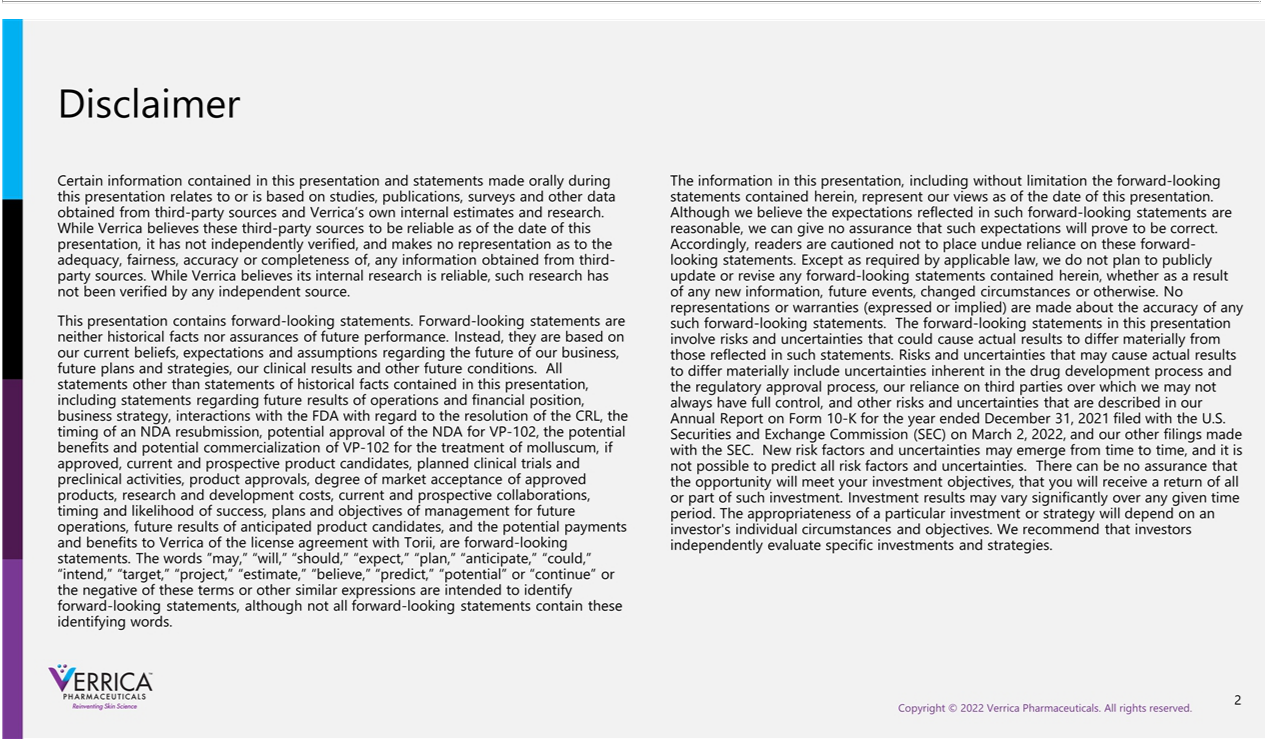 Disclaimer
Certain information contained in this presentation and statements made orally during
this presentation relates to or is based on studies, publications, surveys and other data
obtained from third-party sources and Verrica’s own internal estimates and research.
While Verrica believes these third-party sources to be reliable as of the date of this
presentation, it has not independently verified, and makes no representation as to the
adequacy, fairness, accuracy or completeness of, any information obtained from third-
party sources. While Verrica believes its internal research is reliable, such research has
not been verified by any independent source.
This presentation contains forward-looking statements. Forward-looking statements are
neither historical facts nor assurances of future performance. Instead, they are based on
our current beliefs, expectations and assumptions regarding the future of our business,
future plans and strategies, our clinical results and other future conditions.  All
statements other than statements of historical facts contained in this presentation,
including statements regarding future results of operations and financial position,
business strategy, interactions with the FDA with regard to the resolution of the CRL, the
timing of an NDA resubmission, potential approval of the NDA for VP-102, the potential
benefits and potential commercialization of VP-102 for the treatment of molluscum, if
approved, current and prospective product candidates, planned clinical trials and
preclinical activities, product approvals, degree of market acceptance of approved
products, research and development costs, current and prospective collaborations,
timing and likelihood of success, plans and objectives of management for future
operations, future results of anticipated product candidates, and the potential payments
and benefits to Verrica of the license agreement with Torii, are forward-looking
statements. The words “may,” “will,” “should,” “expect,” “plan,” “anticipate,” “could,”
“intend,” “target,” “project,” “estimate,” “believe,” “predict,” “potential” or “continue” or
the negative of these terms or other similar expressions are intended to identify
forward-looking statements, although not all forward-looking statements contain these
identifying words.
The information in this presentation, including without limitation the forward-looking
statements contained herein, represent our views as of the date of this presentation.
Although we believe the expectations reflected in such forward-looking statements are
reasonable, we can give no assurance that such expectations will prove to be correct.
Accordingly, readers are cautioned not to place undue reliance on these forward-
looking statements. Except as required by applicable law, we do not plan to publicly
update or revise any forward-looking statements contained herein, whether as a result
of any new information, future events, changed circumstances or otherwise. No
representations or warranties (expressed or implied) are made about the accuracy of any
such forward-looking statements.  The forward-looking statements in this presentation
involve risks and uncertainties that could cause actual results to differ materially from
those reflected in such statements. Risks and uncertainties that may cause actual results
to differ materially include uncertainties inherent in the drug development process and
the regulatory approval process, our reliance on third parties over which we may not
always have full control, and other risks and uncertainties that are described in our
Annual Report on Form 10-K for the year ended December 31, 2021 filed with the U.S.
Securities and Exchange Commission (SEC) on March 2, 2022, and our other filings made
with the SEC.  New risk factors and uncertainties may emerge from time to time, and it is
not possible to predict all risk factors and uncertainties.  There can be no assurance that
the opportunity will meet your investment objectives, that you will receive a return of all
or part of such investment. Investment results may vary significantly over any given time
period. The appropriateness of a particular investment or strategy will depend on an
investor's individual circumstances and objectives. We recommend that investors
independently evaluate specific investments and strategies.
VERRICA™
PHARMACEUTICALS
Reinventing Skin Science
Copyright © 2022 Verrica Pharmaceuticals. All rights reserved.
2